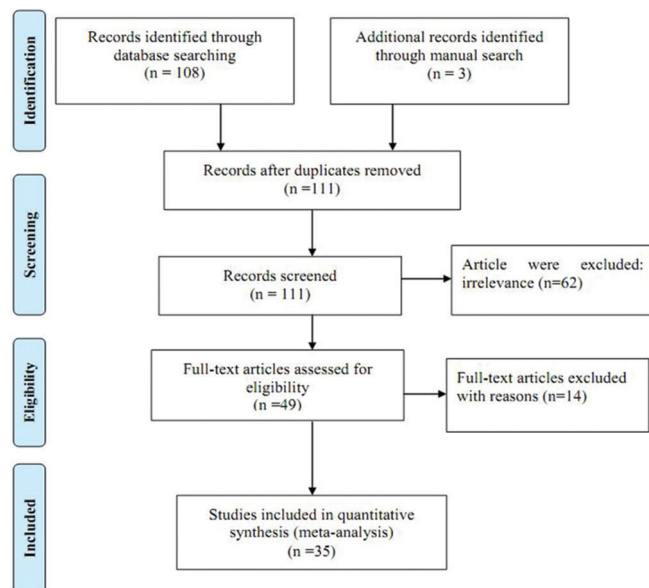 Identification
Records identified through
database searching
(n = 108)
Additional records identified
through manual search
(n = 3)
Records after duplicates removed
(n =111)
Screening
Records screened
(n = 111)
Article were excluded:
irrelevance (n=62)
Eligibility
Full-text articles assessed for
eligibility
(n =49)
Full-text articles excluded
with reasons (n=14)
Included
Studies included in quantitative
synthesis (meta-analysis)
(n =35)